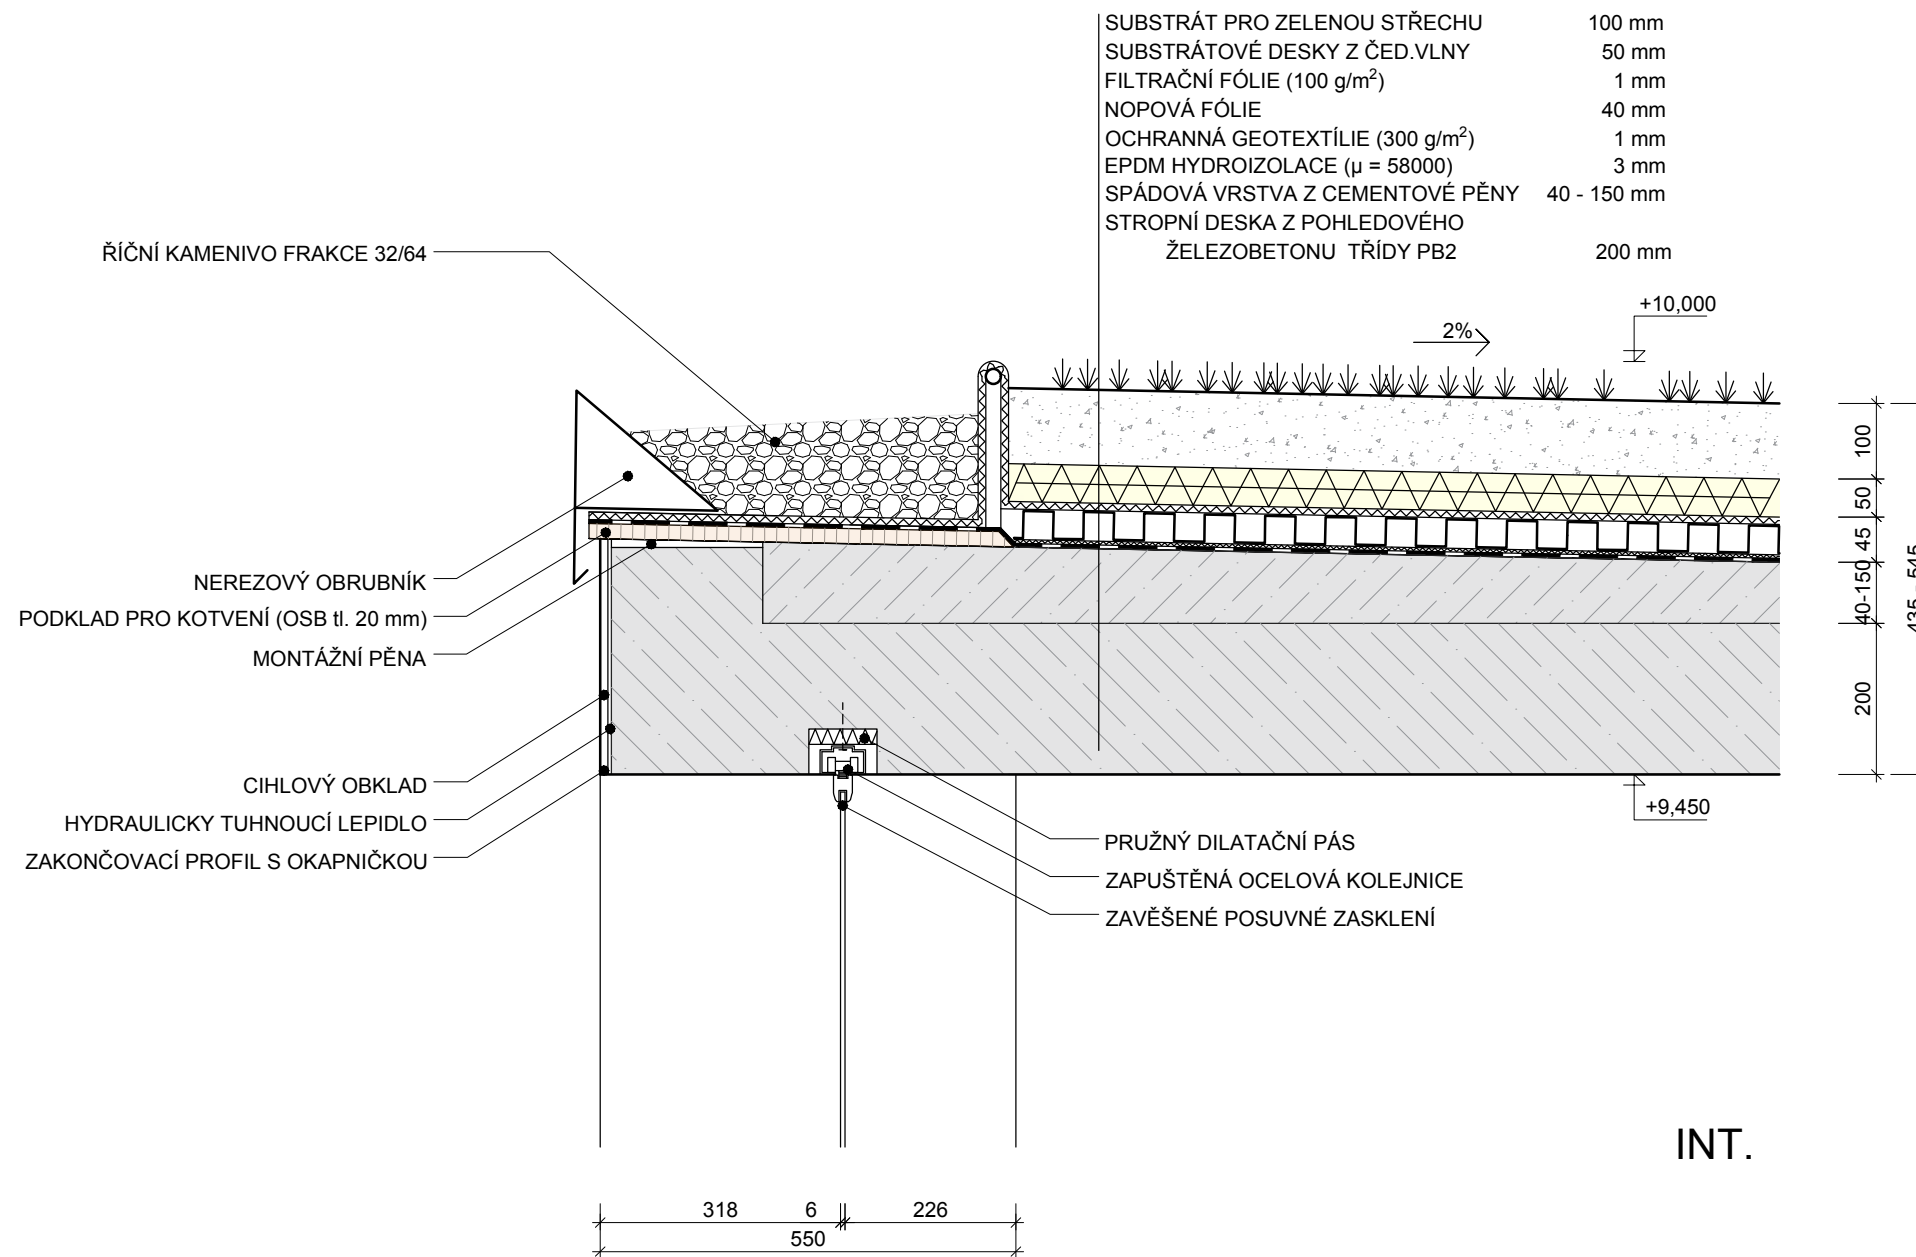 SUBSTRÁT PRO ZELENOU STŘECHU 100 mm
SUBSTRÁTOVÉ DESKY Z ČED.VLNY 50 mm
FILTRAČNÍ FÓLIE (100 g/m²) 1 mm
NOPOVÁ FÓLIE 40 mm
OCHRANNÁ GEOTEXTÍLIE (300 g/m²) 1 mm
EPDM HYDROIZOLACE (μ = 58000) 3 mm
SPÁDOVÁ VRSTVA Z CEMENTOVÉ PĚNY 40 - 150 mm
STROPNÍ DESKA Z POHLEDOVÉHO
ŽELEZOBETONU TŘÍDY PB2 200 mm
ŘÍČNÍ KAMENIVO FRAKCE 32/64
+10,000
2%
100
50
45
40-150
200
435 - 545
NEREZOVÝ OBRUBNÍK
PODKLAD PRO KOTVENÍ (OSB tl. 20 mm)
MONTÁŽNÍ PĚNA
CIHLOVÝ OBKLAD
HYDRAULICKY TUHNOUCÍ LEPIDLO
ZAKONČOVACÍ PROFIL S OKAPNIČKOU
+9,450
PRUŽNÝ DILATAČNÍ PÁS
ZAPUŠTĚNÁ OCELOVÁ KOLEJNICE
ZAVĚŠENÉ POSUVNÉ ZASKLENÍ
INT.
318 6 226
550